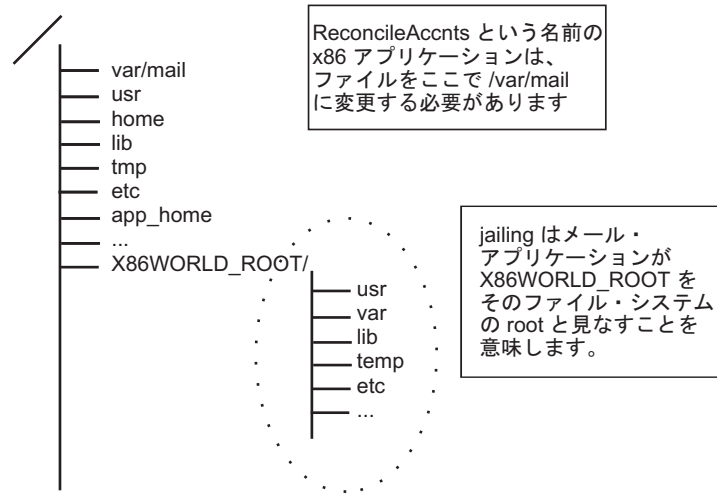 var/mail
usr
home
lib
tmp
etc
app_home
...
X86WORLD_ROOT/
usr
var
lib
temp
etc
...
ReconcileAccnts という名前の
x86 アプリケーションは、
ファイルをここで /var/mail
に変更する必要があります
jailing はメール・
アプリケーションが
X86WORLD_ROOT を
そのファイル・システム
の root と見なすことを
意味します。